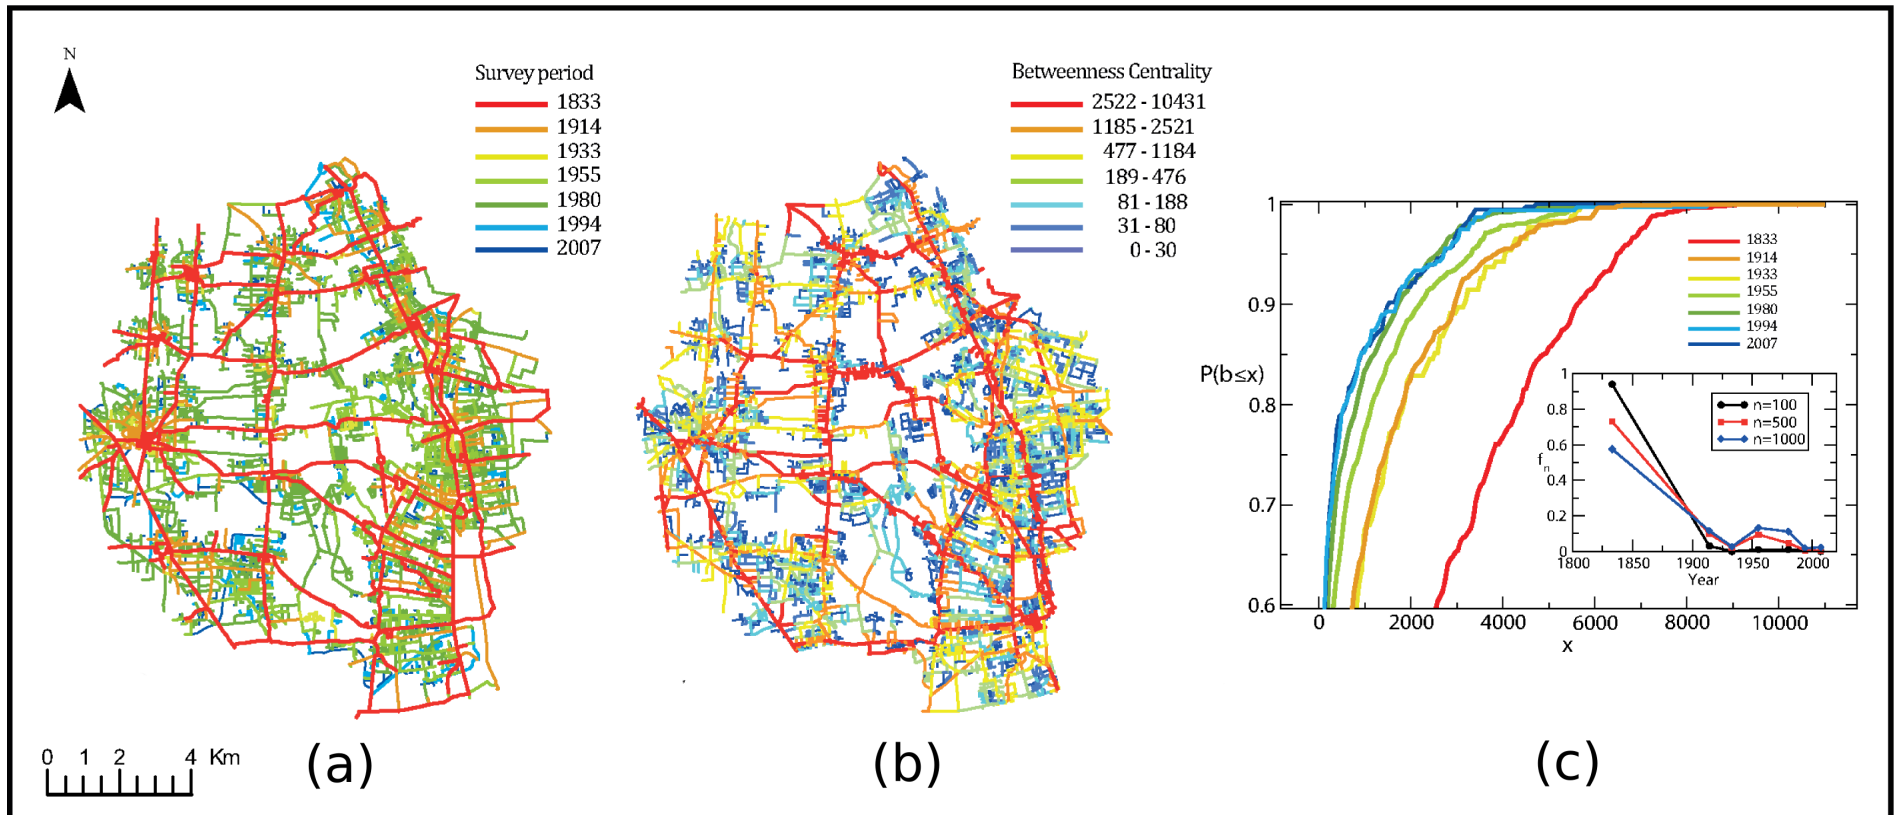 N
Survey period
1833
1914
1933
1955
1980
1994
2007
0 1 2 4 Km
(a)
Betweenness Centrality
2522 - 10431
1185 - 2521
477 - 1184
189 - 476
81 - 188
31 - 80
0 - 30
(b)
1
0.9
0.8
0.7
0.6
P(b≤x)
0 2000 4000 6000 8000 10000
x
1833
1914
1933
1955
1980
1994
2007
1
0.8
0.6
0.4
0.2
0
fn
n=100
n=500
n=1000
1800 1850 1900 1950 2000
Year
(c)